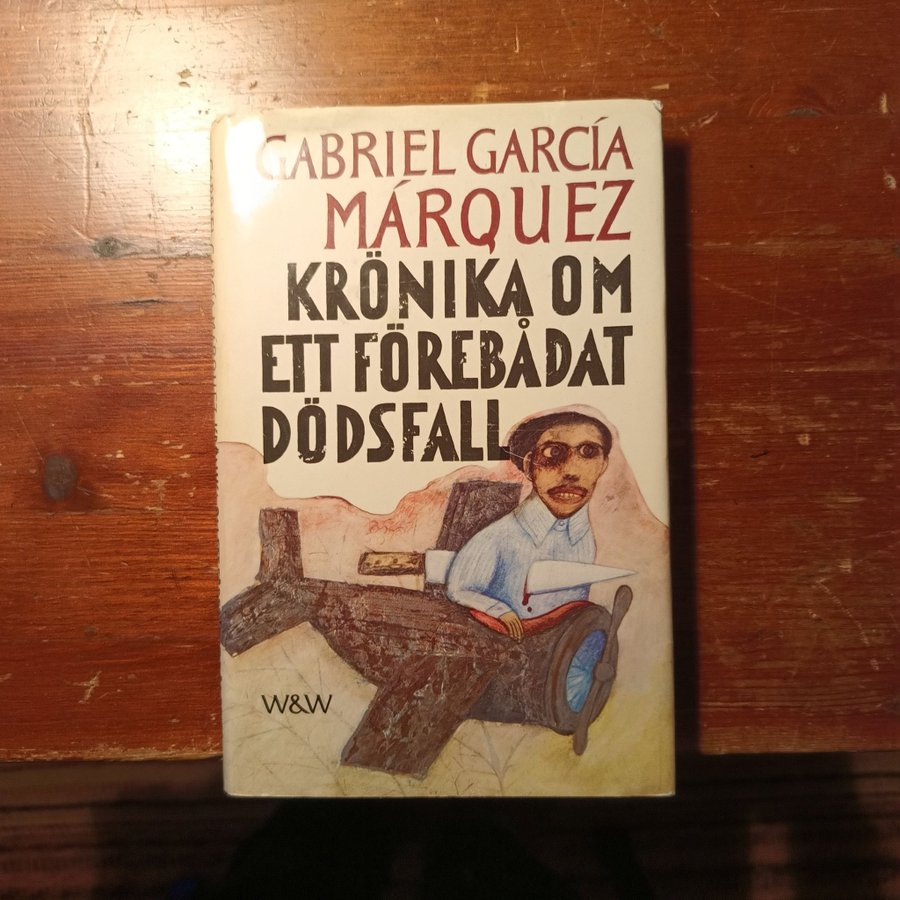 GABRIEL GARCÍA
MÁRQUEZ
KRÖNIKA OM
ETT FÖREBÅDAT
DÖDSFALL
W&W